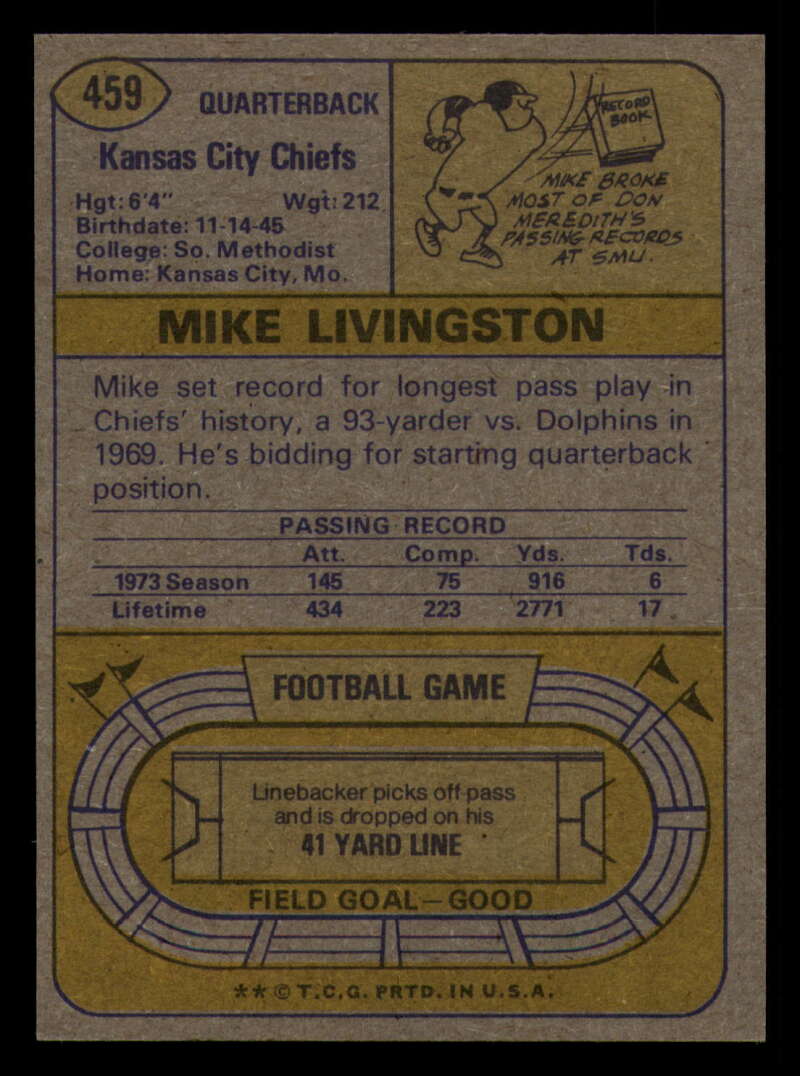 459
QUARTERBACK
Kansas City Chiefs
Hgt: 6'4" Wgt: 212
Birthdate: 11-14-45
College: So. Methodist
Home: Kansas City, Mo.
RECORD
BOOK
MIKE BROKE
MOST OF DON
MEREDITH'S
PASSING RECORDS
AT SMU.
MIKE LIVINGSTON
Mike set record for longest pass play in
Chiefs' history, a 93-yarder vs. Dolphins in
1969. He's bidding for starting quarterback
position.
PASSING RECORD
Att. Comp. Yds. Tds.
1973 Season 145 75 916 6
Lifetime 434 223 2771 17
FOOTBALL GAME
Linebacker picks off pass
and is dropped on his
41 YARD LINE
FIELD GOAL—GOOD
** © T.C.G. PRTD. IN U.S.A.